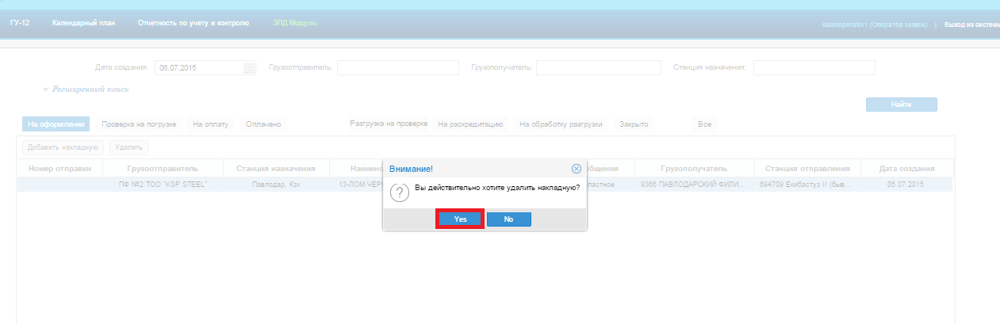 ГУ-12 Календарный план Отчетность по учету и контролю ЭПД Модуль claimoperator1 (Оператор заявок) | Выход из системы
Дата создания: 06.07.2015 Грузоотправитель: Грузополучатель: Станция назначения:
Расширенный поиск
Найти
На оформлении Проверка на погрузке На оплату Оплачено Разгрузка на проверке На раскредитацию На обработку разгрузки Закрыто Все
Добавить накладную Удалить
Номер отправки Грузоотправитель Станция назначения Наимено общения Грузополучатель Станция отправления Дата создания
ПФ №2 ТОО "KSP STEEL" Павлодар, Кзх 13-ЛОМ ЧЕР ластное 9366 ПАВЛОДАРСКИЙ ФИЛИ... 694709 Екибастуз II (быв... 06.07.2015
Внимание!
Вы действительно хотите удалить накладную?
Yes No